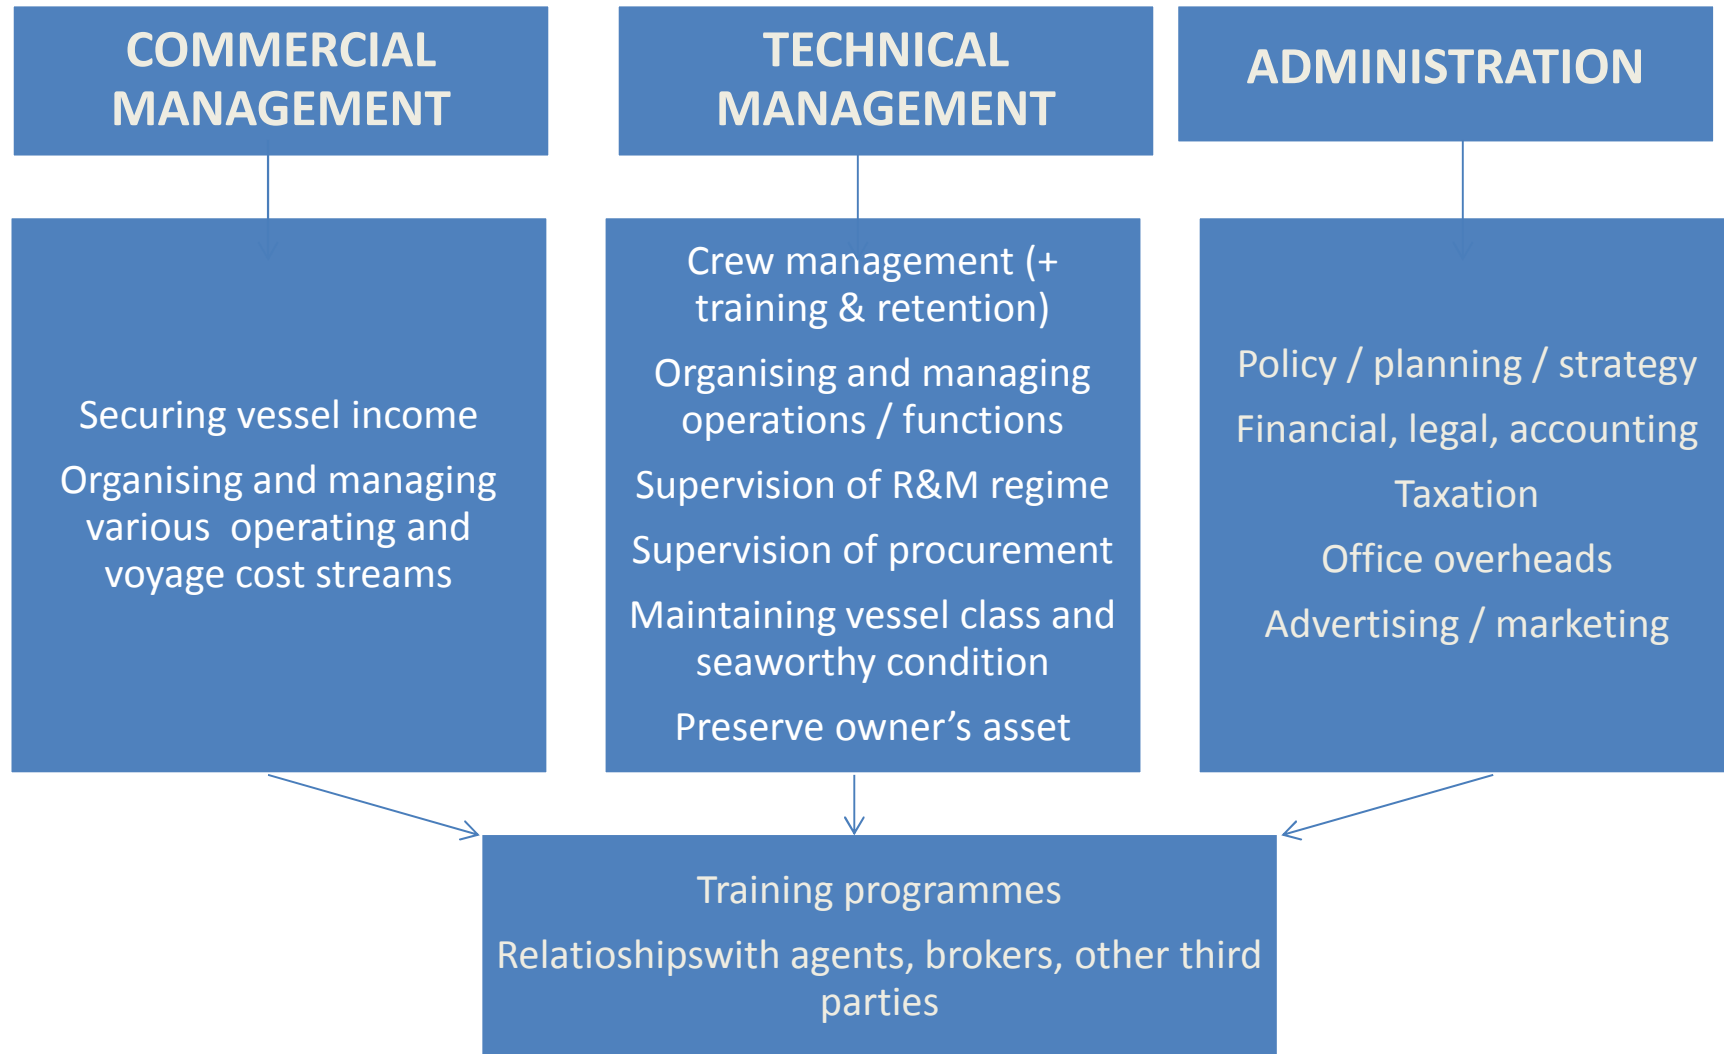 COMMERCIAL
MANAGEMENT
TECHNICAL
MANAGEMENT
ADMINISTRATION
Securing vessel income
Organising and managing
various  operating and
voyage cost streams
Crew management (+
training & retention)
Organising and managing
operations / functions
Supervision of R&M regime
Supervision of procurement
Maintaining vessel class and
seaworthy condition
Preserve owner’s asset
Policy / planning / strategy
Financial, legal, accounting
Taxation
Office overheads
Advertising / marketing
Training programmes
Relatioshipswith agents, brokers, other third
parties